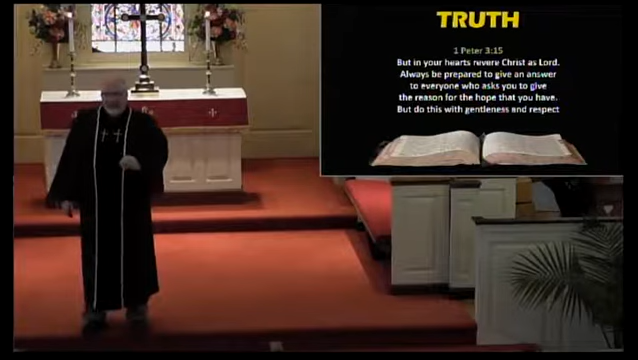 TRUTH
1 Peter 3:15
But in your hearts revere Christ as Lord.
Always be prepared to give an answer
to everyone who asks you to give
the reason for the hope that you have.
But do this with gentleness and respect